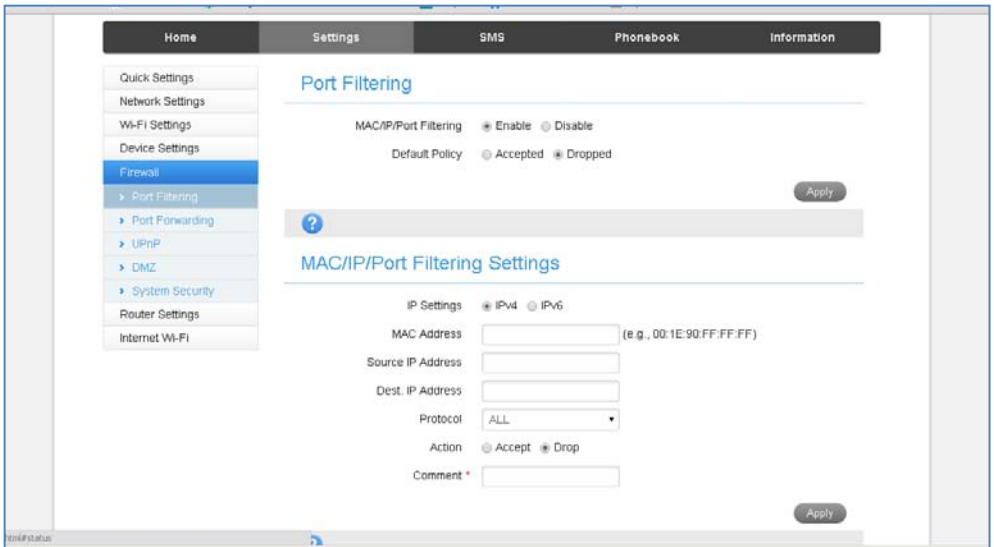 Home Settings SMS Phonebook Information
Quick Settings
Network Settings
Wi-Fi Settings
Device Settings
Firewall
Port Filtering
Port Forwarding
UPnP
DMZ
System Security
Router Settings
Internet Wi-Fi
Port Filtering
MAC/IP/Port Filtering Enable Disable
Default Policy Accepted Dropped
Apply
?
MAC/IP/Port Filtering Settings
IP Settings IPv4 IPv6
MAC Address (e.g., 00:1E:90:FF:FF:FF)
Source IP Address
Dest. IP Address
Protocol ALL
Action Accept Drop
Comment *
Apply
html#status